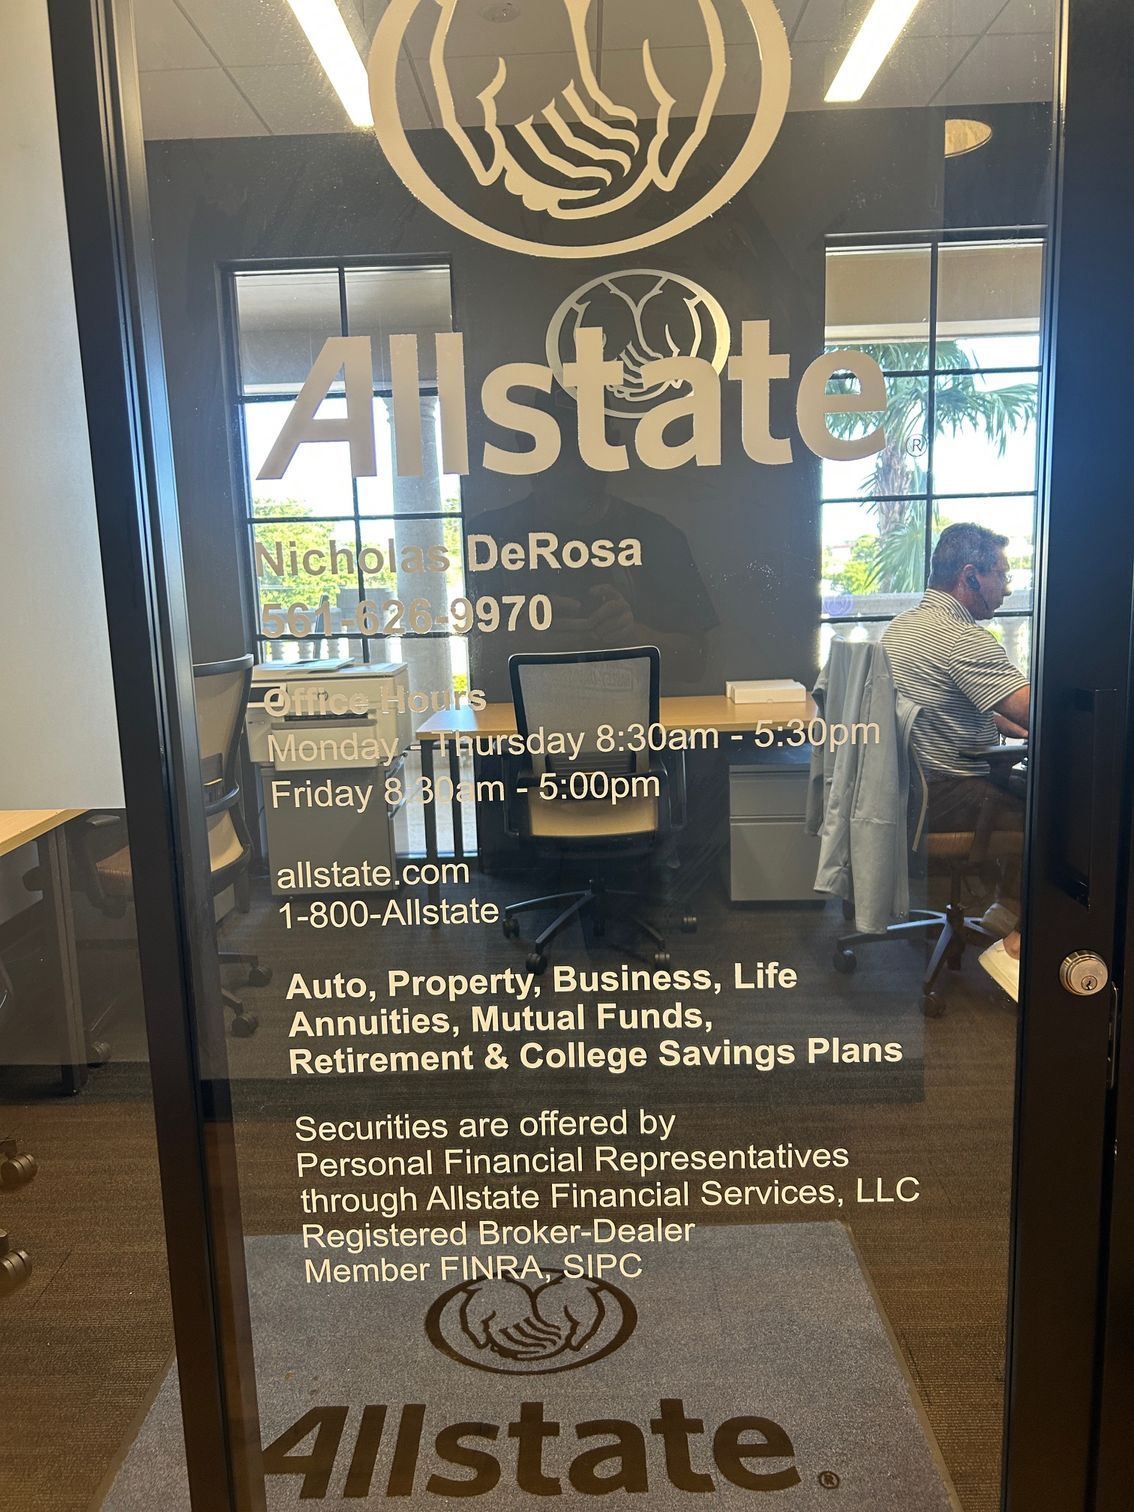 Allstate®
Nicholas DeRosa
561-626-9970
Office Hours
Monday - Thursday 8:30am - 5:30pm
Friday 8:30am - 5:00pm
allstate.com
1-800-Allstate
Auto, Property, Business, Life
Annuities, Mutual Funds,
Retirement & College Savings Plans
Securities are offered by
Personal Financial Representatives
through Allstate Financial Services, LLC
Registered Broker-Dealer
Member FINRA, SIPC
Allstate®